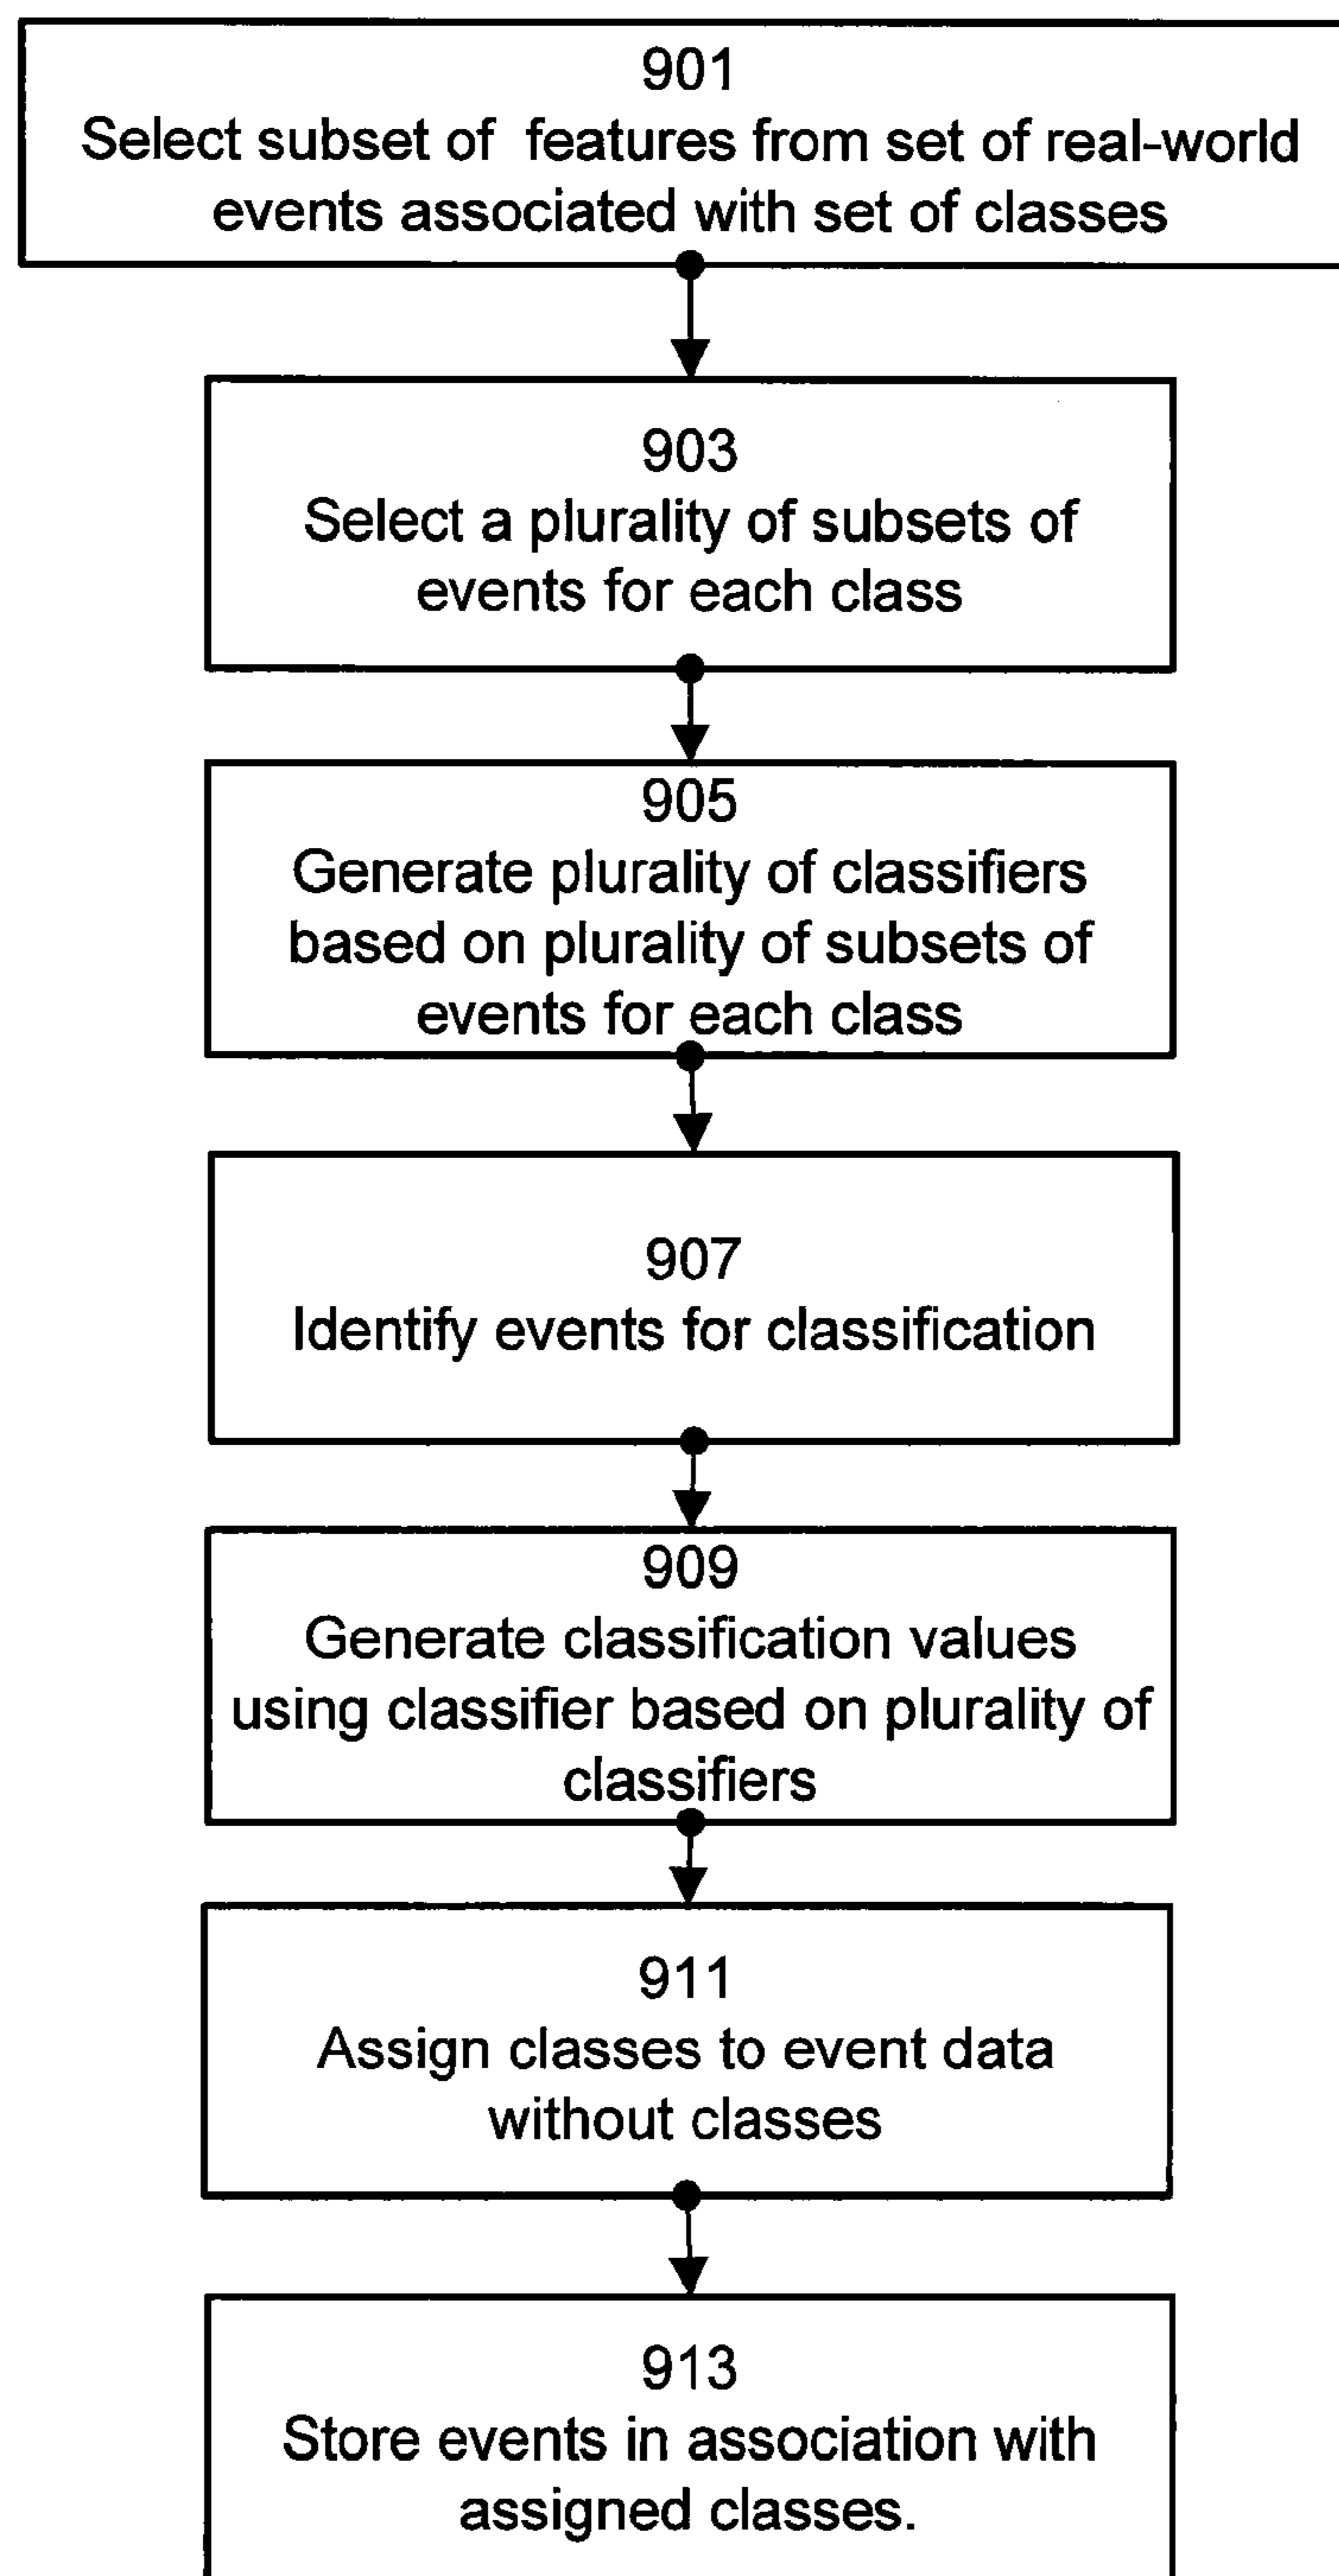 901
Select subset of features from set of real-world
events associated with set of classes
903
Select a plurality of subsets of
events for each class
905
Generate plurality of classifiers
based on plurality of subsets of
events for each class
907
Identify events for classification
909
Generate classification values
using classifier based on plurality of
classifiers
911
Assign classes to event data
without classes
913
Store events in association with
assigned classes.